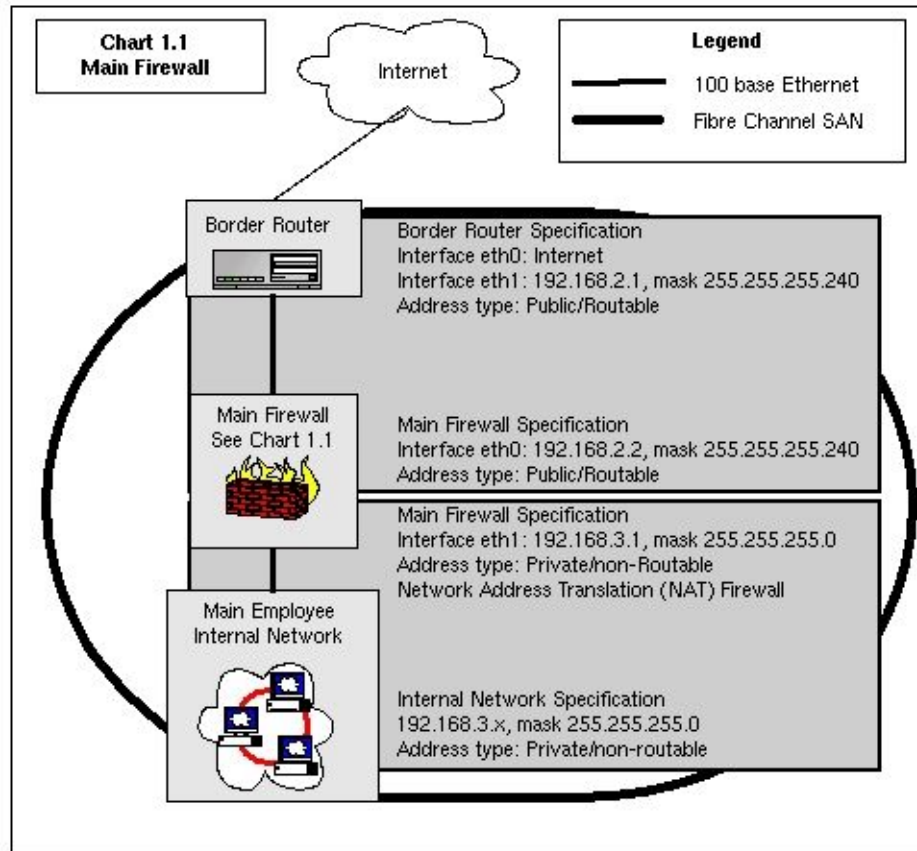 Chart 1.1
Main Firewall
Internet
Legend
100 base Ethernet
Fibre Channel SAN
Border Router
Border Router Specification
Interface eth0: Internet
Interface eth1: 192.168.2.1, mask 255.255.255.240
Address type: Public/Routable
Main Firewall
See Chart 1.1
Main Firewall Specification
Interface eth0: 192.168.2.2, mask 255.255.255.240
Address type: Public/Routable
Main Firewall Specification
Interface eth1: 192.168.3.1, mask 255.255.255.0
Address type: Private/non-Routable
Network Address Translation (NAT) Firewall
Main Employee
Internal Network
Internal Network Specification
192.168.3.x, mask 255.255.255.0
Address type: Private/non-routable